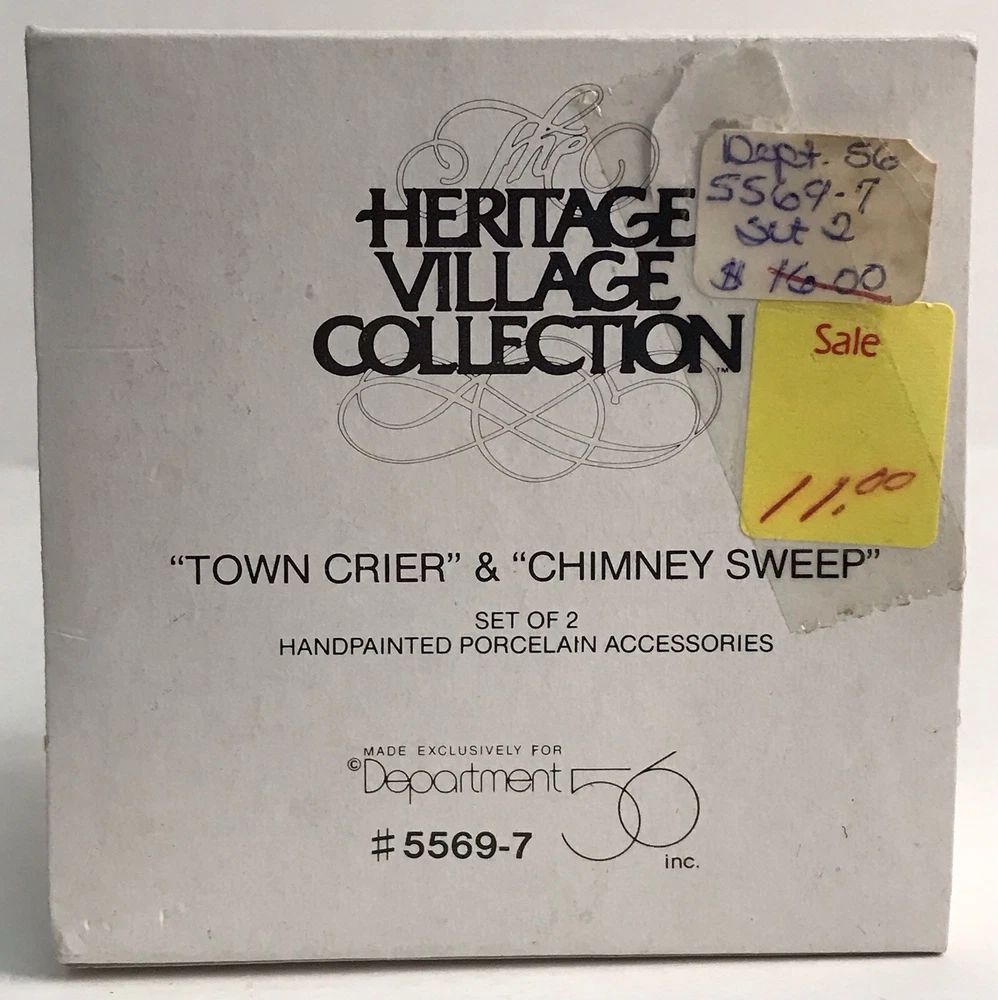 The
HERITAGE
VILLAGE
COLLECTION™
Dept. 56
5569-7
Set 2
$ 16.00
Sale
11.00
“TOWN CRIER” & “CHIMNEY SWEEP”
SET OF 2
HANDPAINTED PORCELAIN ACCESSORIES
MADE EXCLUSIVELY FOR
©Department 56
inc.
#5569-7